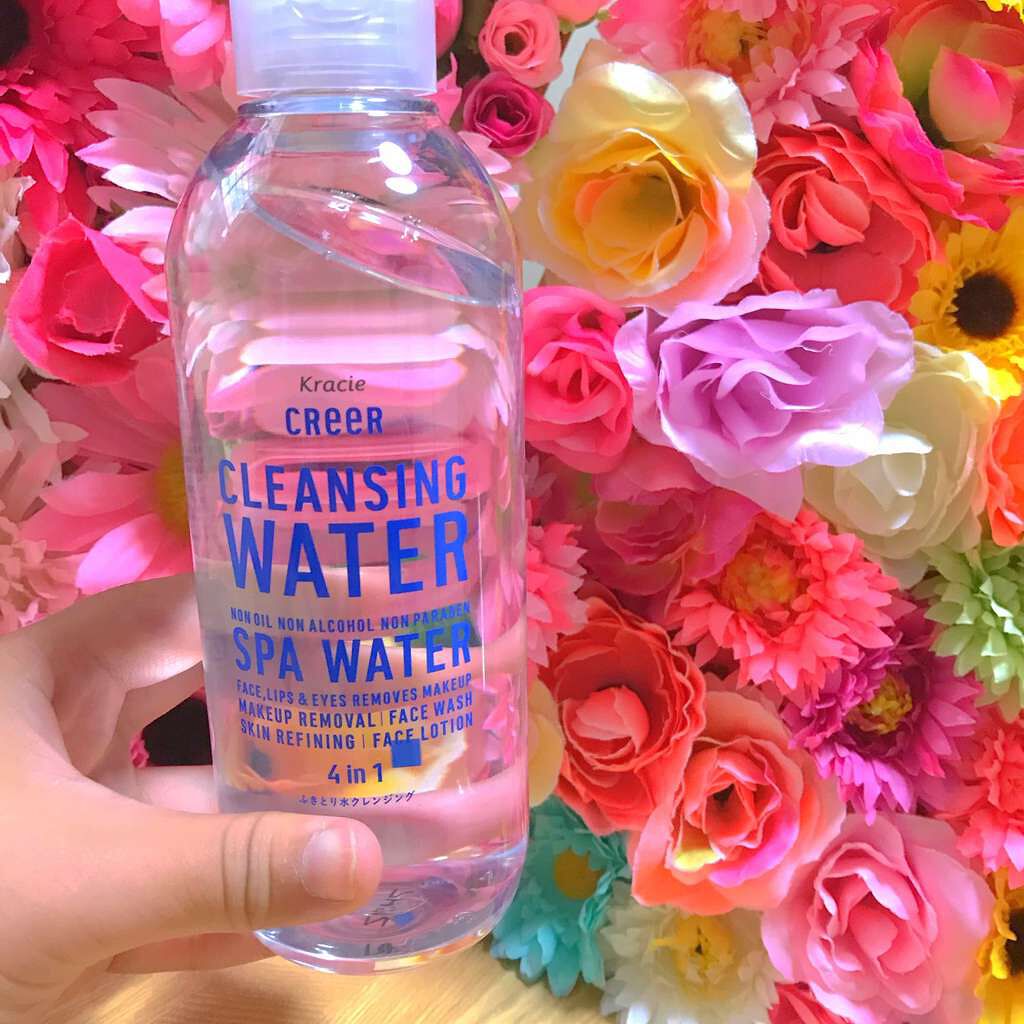 Kracie
CReeR
CLEANSING
WATER
NON OIL NON ALCOHOL NON PARABEN
SPA WATER
FACE, LIPS & EYES REMOVES MAKEUP
MAKEUP REMOVAL | FACE WASH
SKIN REFINING | FACE LOTION
4 in 1
ふきとり水クレンジング